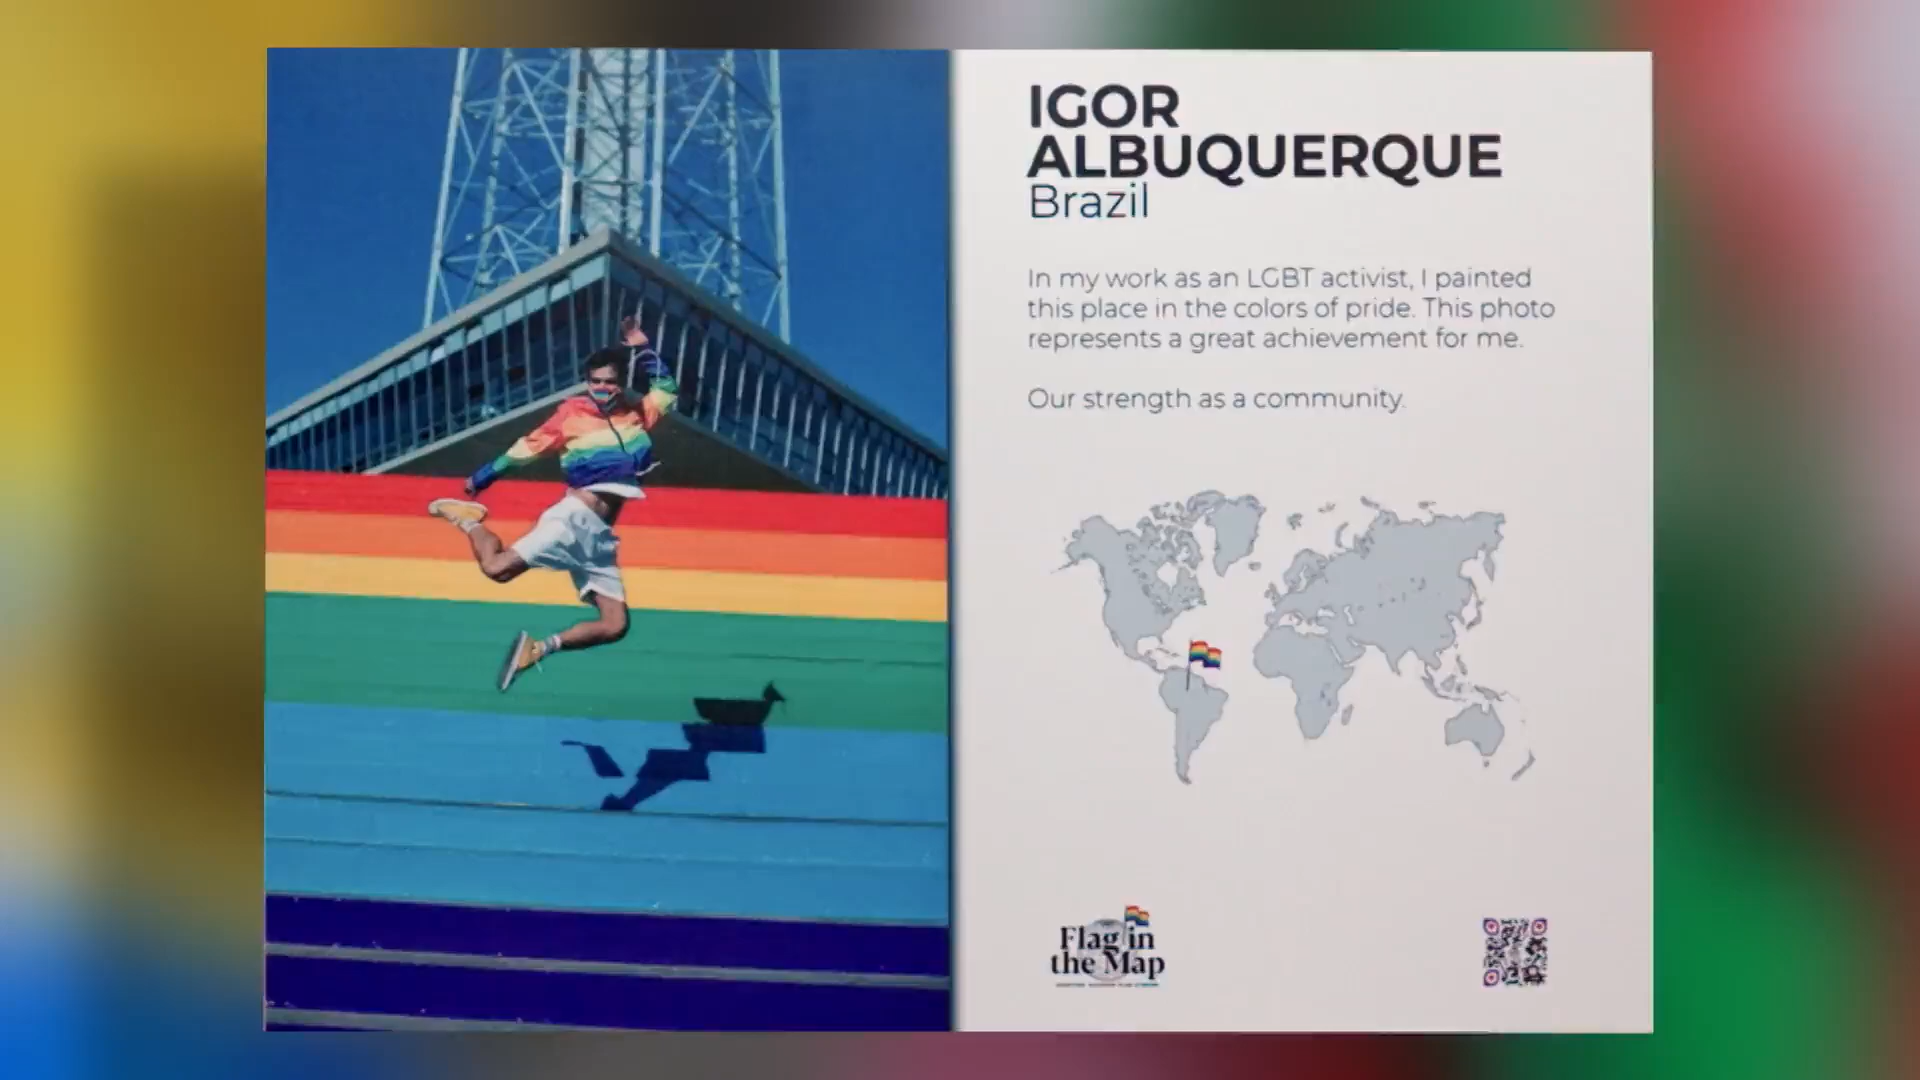 IGOR
ALBUQUERQUE
Brazil
In my work as an LGBT activist, I painted
this place in the colors of pride. This photo
represents a great achievement for me.
Our strength as a community.
Flag in
the Map